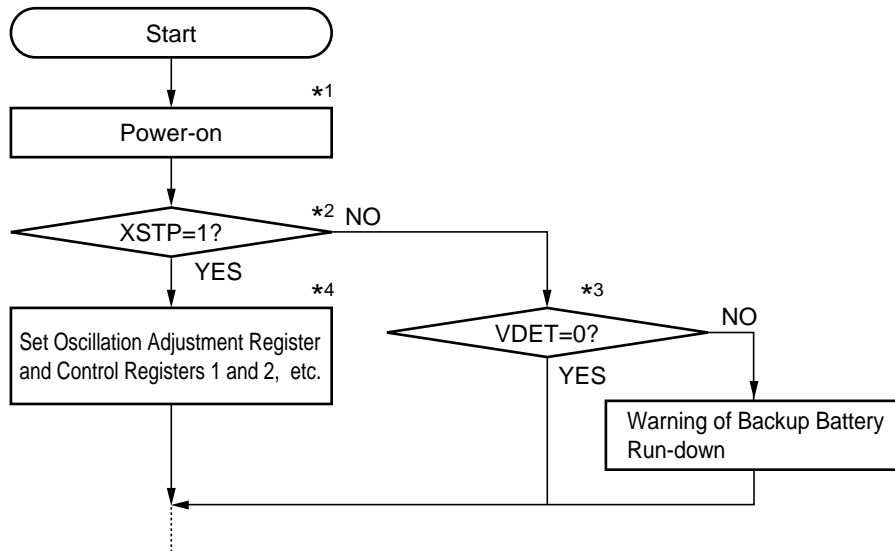 Start
*1
Power-on
*2
NO
XSTP=1?
YES
*4
*3
VDET=0?
NO
YES
Set Oscillation Adjustment Register
and Control Registers 1 and 2, etc.
Warning of Backup Battery
Run-down